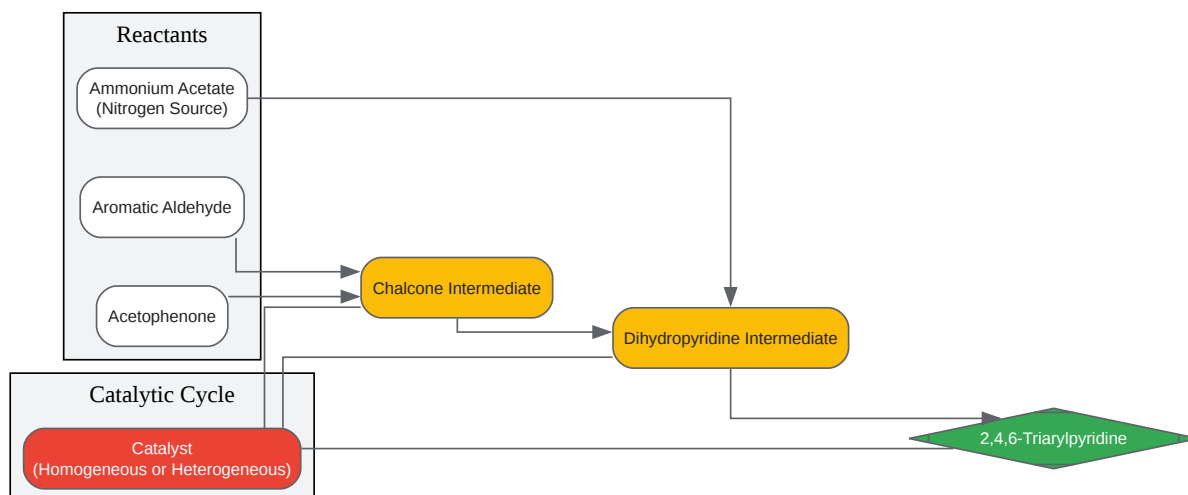 Reactants
Ammonium Acetate
(Nitrogen Source)
Aromatic Aldehyde
Acetophenone
Chalcone Intermediate
Dihydropyridine Intermediate
Catalytic Cycle
Catalyst
(Homogeneous or Heterogeneous)
2,4,6-Triarylpyridine